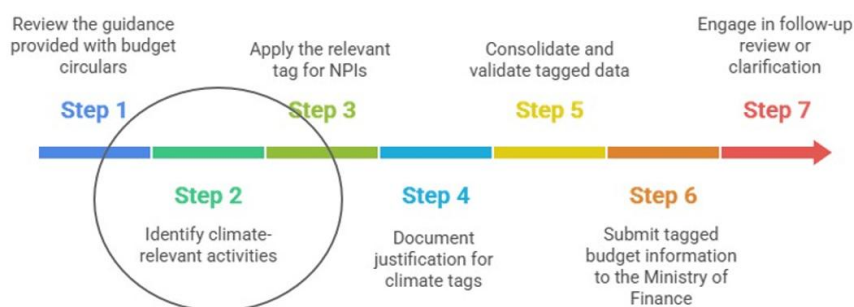 Review the guidance
provided with budget
circulars
Step 1
Step 2
Identify climate-
relevant activities
Apply the relevant
tag for NPIs
Step 3
Step 4
Document
justification for
climate tags
Consolidate and
validate tagged data
Step 5
Step 6
Submit tagged
budget information
to the Ministry of
Finance
Engage in follow-up
review or
clarification
Step 7